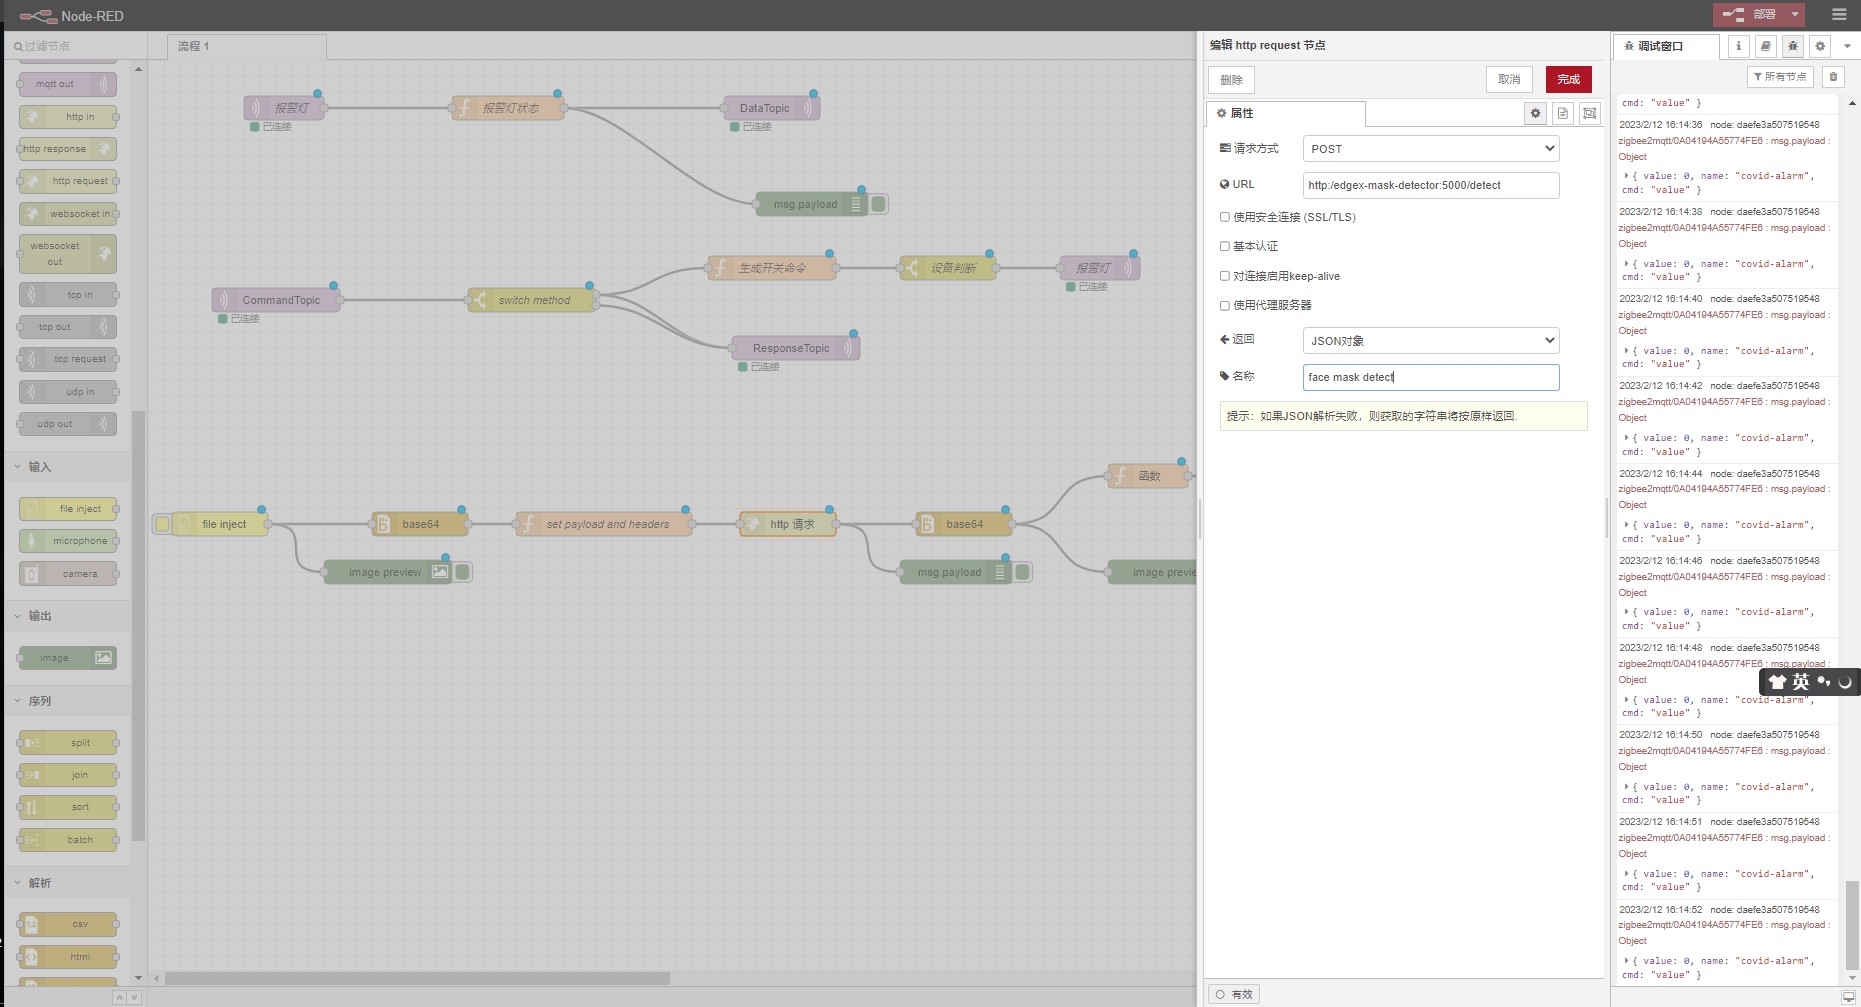 Node-RED
部署
过滤节点
mqtt out
http in
http response
http request
websocket in
websocket
out
tcp in
tcp out
tcp request
udp in
udp out
输入
file inject
microphone
camera
输出
image
序列
split
join
sort
batch
解析
csv
html
流程 1
报警灯
已连接
报警灯状态
DataTopic
已连接
msg.payload
生成开关命令
设备判断
报警灯
已连接
CommandTopic
已连接
switch method
ResponseTopic
已连接
函数
file inject
base64
set payload and headers
http 请求
base64
image preview
msg.payload
image previe
编辑 http request 节点
删除
取消
完成
属性
请求方式
POST
URL
http:/edgex-mask-detector:5000/detect
使用安全连接 (SSL/TLS)
基本认证
对连接启用keep-alive
使用代理服务器
返回
JSON对象
名称
face mask detect
提示：如果JSON解析失败，则获取的字符串将按原样返回.
有效
调试窗口
所有节点
cmd: "value" }
2023/2/12 16:14:36 node: daefe3a507519548
zigbee2mqtt/0A04194A55774FE6 : msg.payload :
Object
{ value: 0, name: "covid-alarm",
cmd: "value" }
2023/2/12 16:14:38 node: daefe3a507519548
zigbee2mqtt/0A04194A55774FE6 : msg.payload :
Object
{ value: 0, name: "covid-alarm",
cmd: "value" }
2023/2/12 16:14:40 node: daefe3a507519548
zigbee2mqtt/0A04194A55774FE6 : msg.payload :
Object
{ value: 0, name: "covid-alarm",
cmd: "value" }
2023/2/12 16:14:42 node: daefe3a507519548
zigbee2mqtt/0A04194A55774FE6 : msg.payload :
Object
{ value: 0, name: "covid-alarm",
cmd: "value" }
2023/2/12 16:14:44 node: daefe3a507519548
zigbee2mqtt/0A04194A55774FE6 : msg.payload :
Object
{ value: 0, name: "covid-alarm",
cmd: "value" }
2023/2/12 16:14:46 node: daefe3a507519548
zigbee2mqtt/0A04194A55774FE6 : msg.payload :
Object
{ value: 0, name: "covid-alarm",
cmd: "value" }
2023/2/12 16:14:48 node: daefe3a507519548
zigbee2mqtt/0A04194A55774FE6 : msg.payload :
Object
英
{ value: 0, name: "covid-alarm",
cmd: "value" }
2023/2/12 16:14:50 node: daefe3a507519548
zigbee2mqtt/0A04194A55774FE6 : msg.payload :
Object
{ value: 0, name: "covid-alarm",
cmd: "value" }
2023/2/12 16:14:51 node: daefe3a507519548
zigbee2mqtt/0A04194A55774FE6 : msg.payload :
Object
{ value: 0, name: "covid-alarm",
cmd: "value" }
2023/2/12 16:14:52 node: daefe3a507519548
zigbee2mqtt/0A04194A55774FE6 : msg.payload :
Object
{ value: 0, name: "covid-alarm",
cmd: "value" }